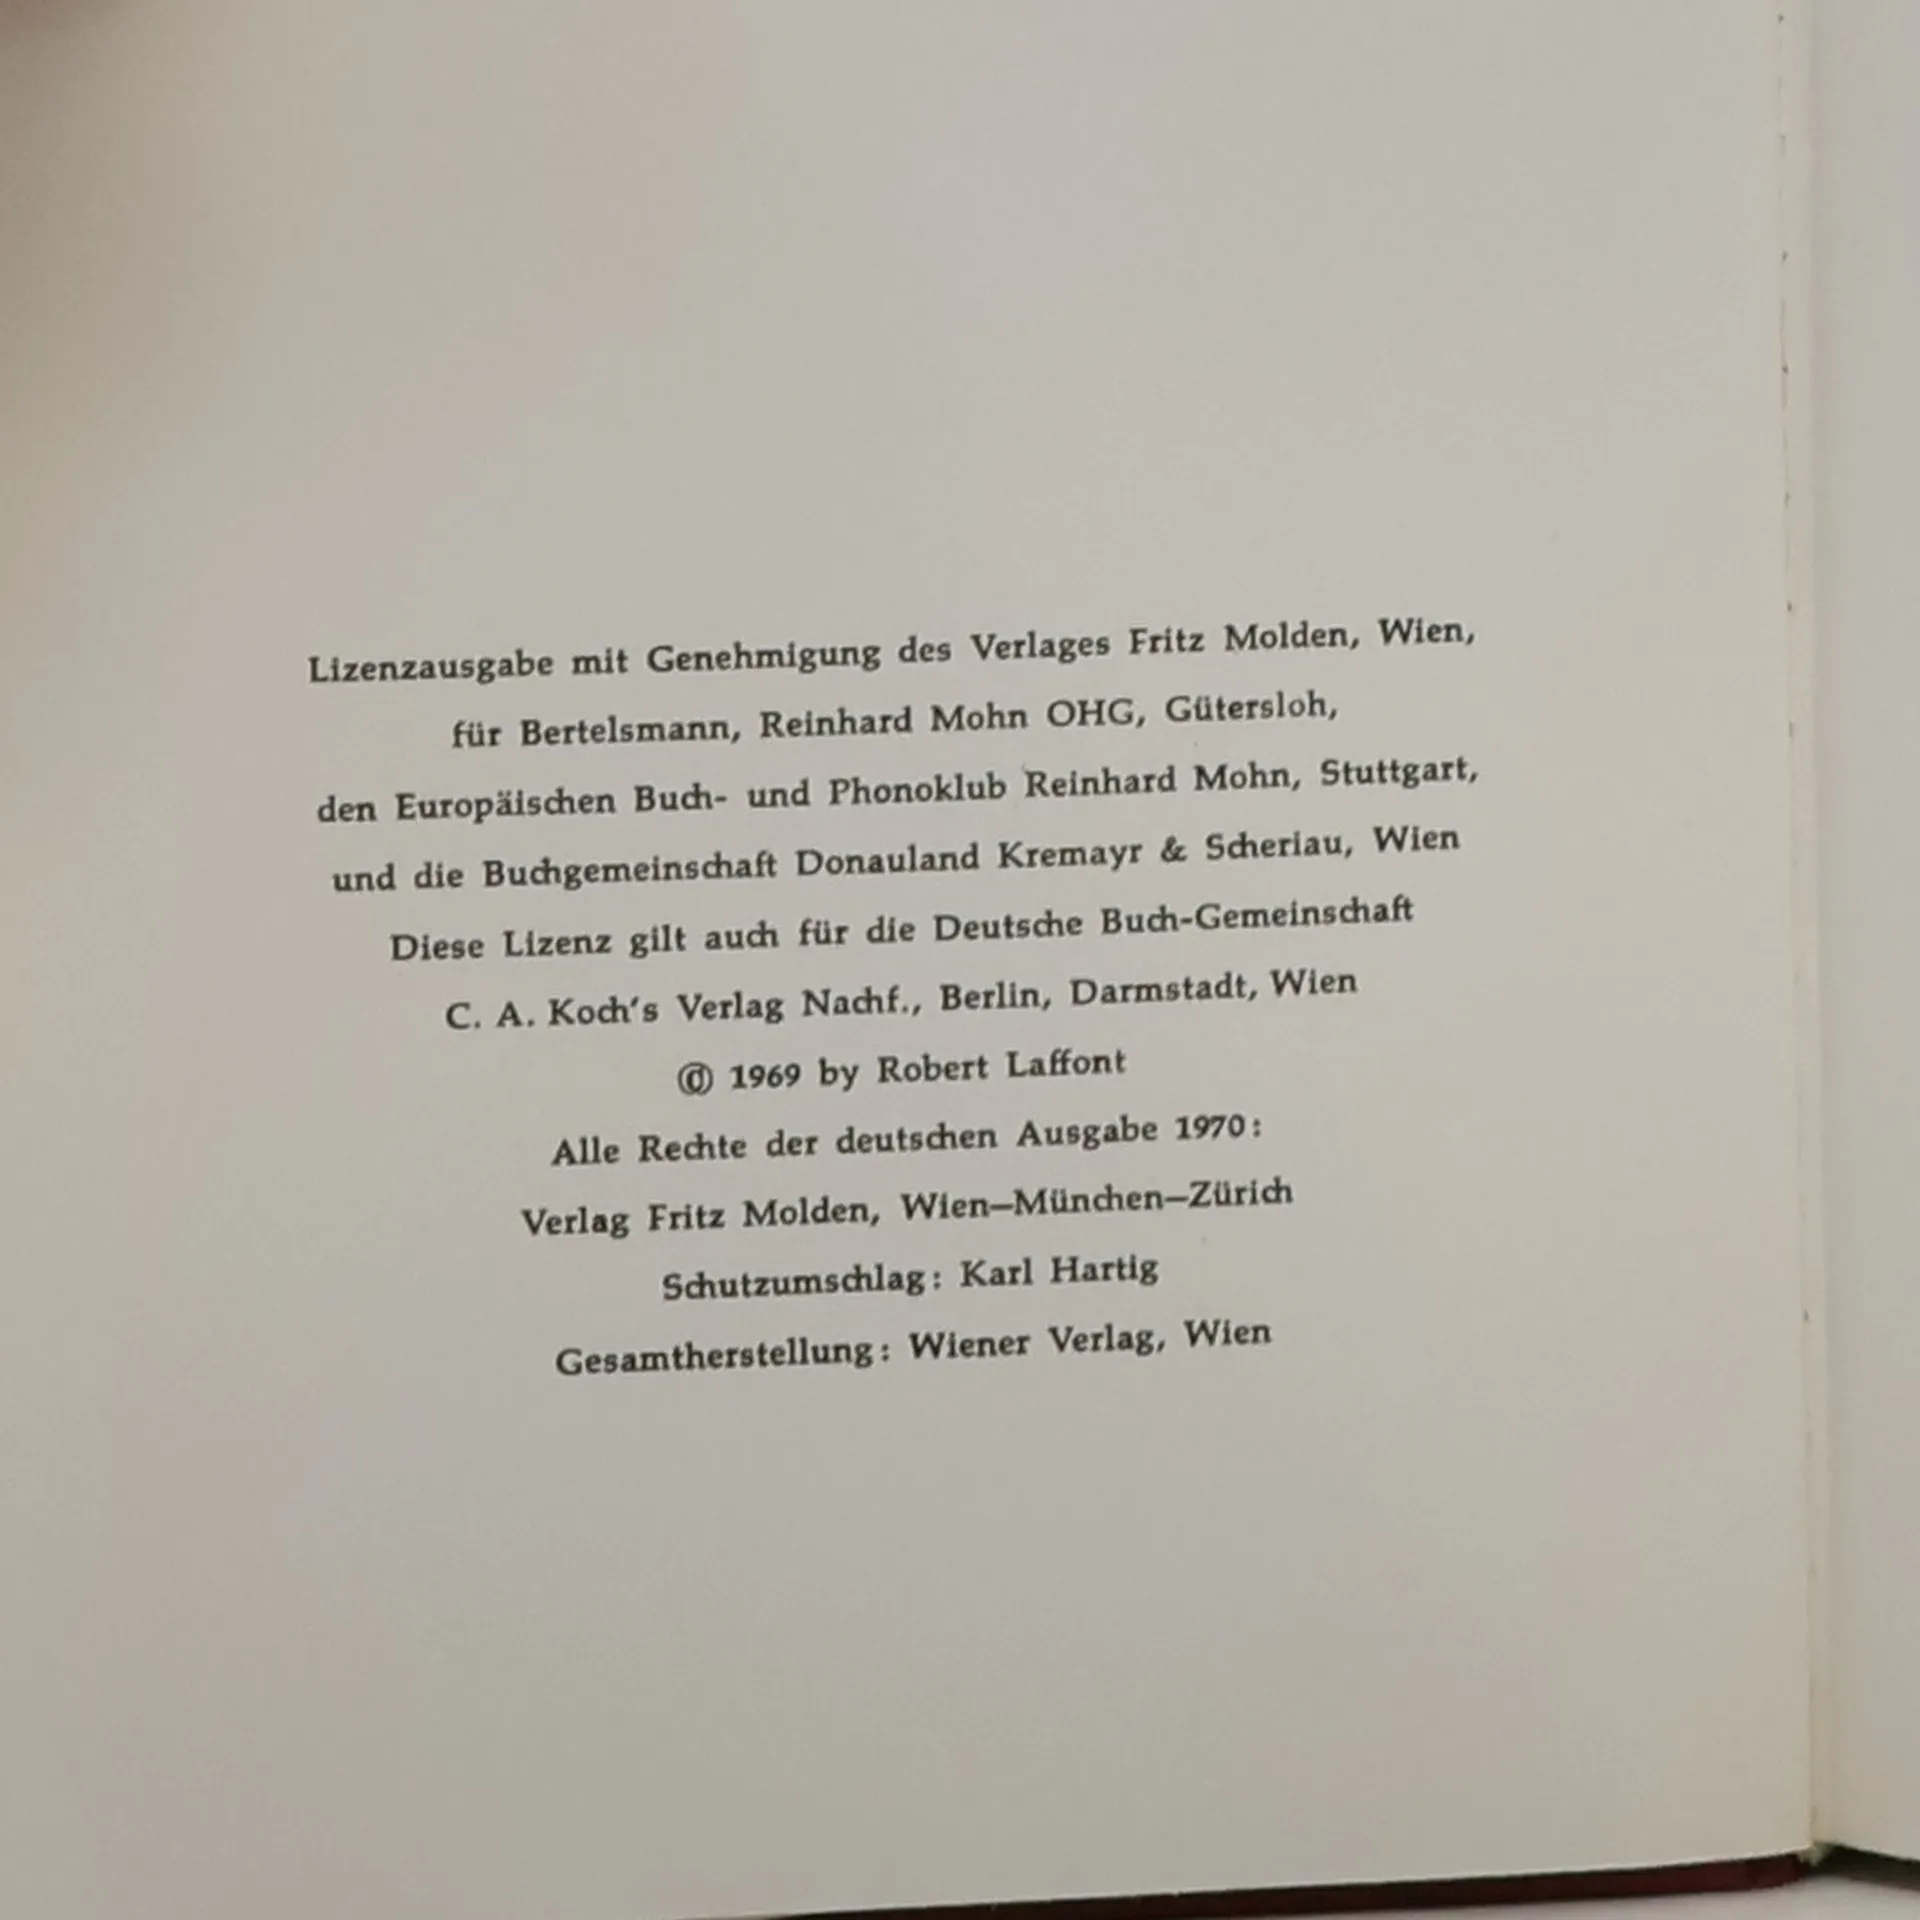 Lizenzausgabe mit Genehmigung des Verlages Fritz Molden, Wien,
für Bertelsmann, Reinhard Mohn OHG, Gütersloh,
den Europäischen Buch- und Phonoklub Reinhard Mohn, Stuttgart,
und die Buchgemeinschaft Donauland Kremayr & Scheriau, Wien
Diese Lizenz gilt auch für die Deutsche Buch-Gemeinschaft
C. A. Koch's Verlag Nachf., Berlin, Darmstadt, Wien
© 1969 by Robert Laffont
Alle Rechte der deutschen Ausgabe 1970:
Verlag Fritz Molden, Wien—München—Zürich
Schutzumschlag: Karl Hartig
Gesamtherstellung: Wiener Verlag, Wien